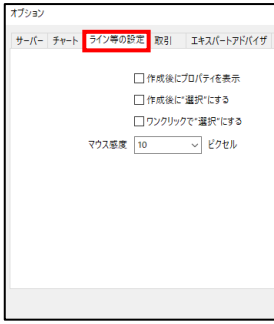 オプション
サーバー チャート ライン等の設定 取引 エキスパートアドバイザ
作成後にプロパティを表示
作成後に"選択"にする
ワンクリックで"選択"にする
マウス感度 10 ピクセル